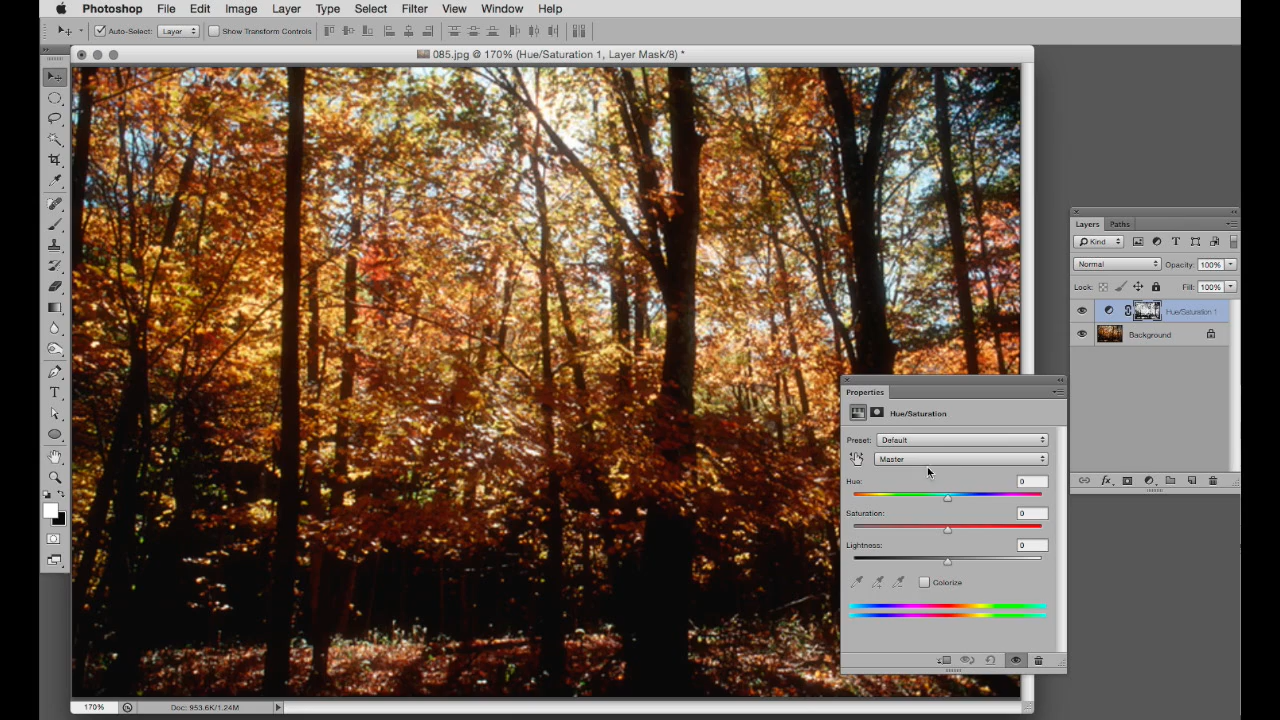 Photoshop File Edit Image Layer Type Select Filter View Window Help
Auto-Select: Layer Show Transform Controls
085.jpg @ 170% (Hue/Saturation 1, Layer Mask/8) *
Layers Paths
Kind
Normal Opacity: 100%
Lock: Fill: 100%
Hue/Saturation 1
Background
Properties
Hue/Saturation
Preset: Default
Master
Hue: 0
Saturation: 0
Lightness: 0
Colorize
170% Doc: 953.6K/1.24M